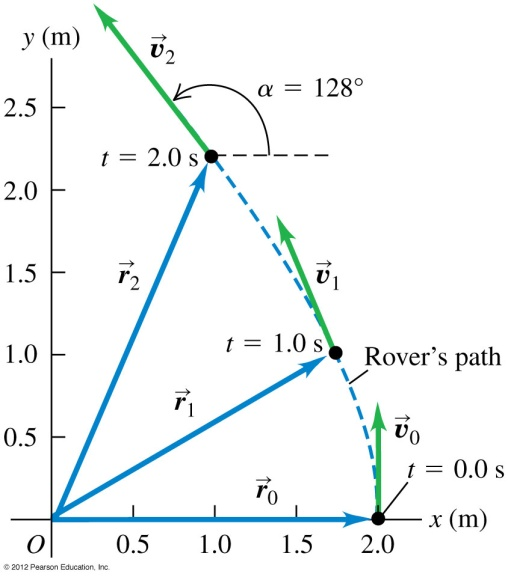 y (m)
v⃗₂
α = 128°
2.5
t = 2.0 s
2.0
1.5
r⃗₂
v⃗₁
t = 1.0 s
1.0
Rover's path
r⃗₁
0.5
v⃗₀
r⃗₀
t = 0.0 s
x (m)
O
0.5 1.0 1.5 2.0
© 2012 Pearson Education, Inc.